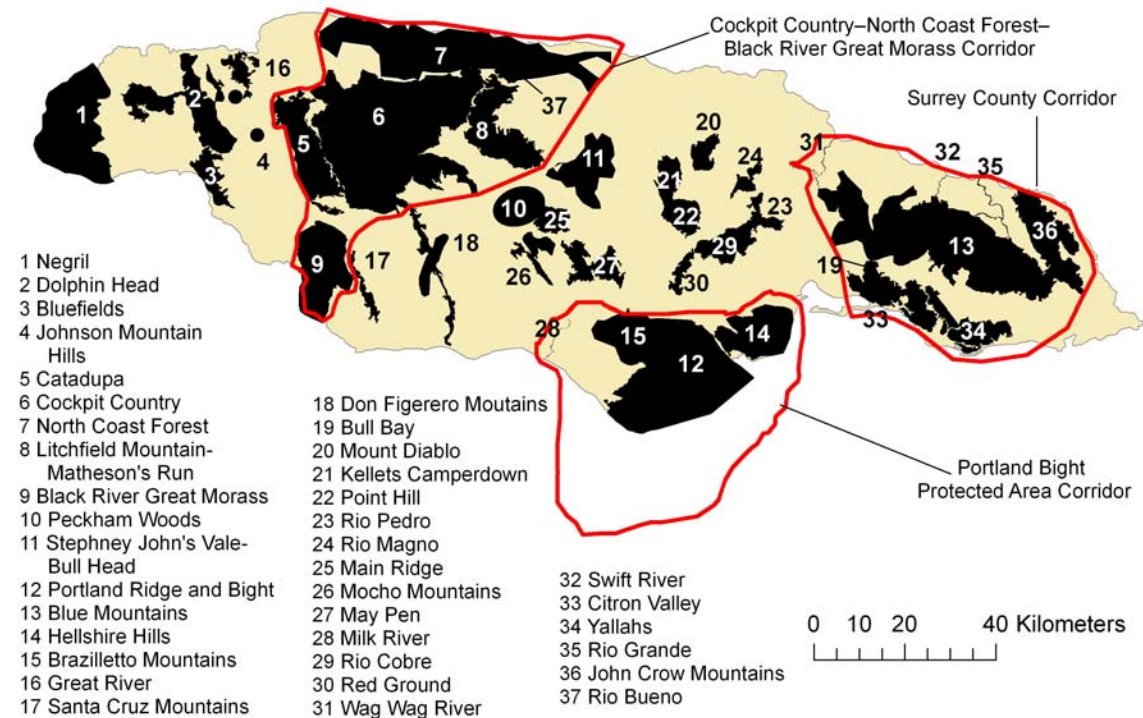 Cockpit Country–North Coast Forest–
Black River Great Morass Corridor
Surrey County Corridor
16
7
37
1
2
6
20
31
32
35
5
8
11
24
4
21
3
10
25
22
23
36
9
17
18
29
13
26
27
30
19
28
15
14
33
34
12
Portland Bight
Protected Area Corridor
1 Negril
2 Dolphin Head
3 Bluefields
4 Johnson Mountain
Hills
5 Catadupa
6 Cockpit Country
7 North Coast Forest
8 Litchfield Mountain-
Matheson's Run
9 Black River Great Morass
10 Peckham Woods
11 Stephney John's Vale-
Bull Head
12 Portland Ridge and Bight
13 Blue Mountains
14 Hellshire Hills
15 Brazilletto Mountains
16 Great River
17 Santa Cruz Mountains
18 Don Figerero Moutains
19 Bull Bay
20 Mount Diablo
21 Kellets Camperdown
22 Point Hill
23 Rio Pedro
24 Rio Magno
25 Main Ridge
26 Mocho Mountains
27 May Pen
28 Milk River
29 Rio Cobre
30 Red Ground
31 Wag Wag River
32 Swift River
33 Citron Valley
34 Yallahs
35 Rio Grande
36 John Crow Mountains
37 Rio Bueno
0 10 20 40 Kilometers